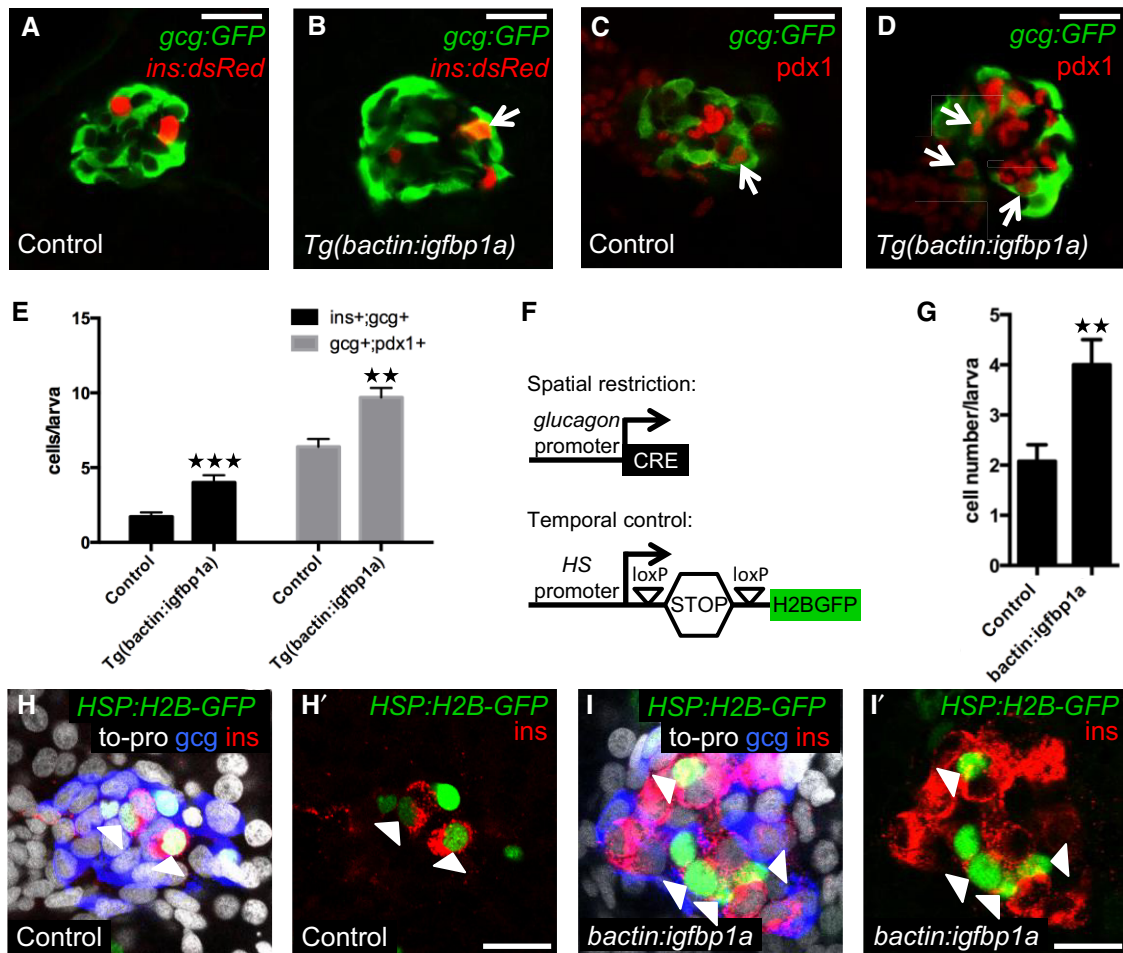 A
gcg:GFP
ins:dsRed
Control
B
gcg:GFP
ins:dsRed
Tg(bactin:igfbp1a)
C
gcg:GFP
pdx1
Control
D
gcg:GFP
pdx1
Tg(bactin:igfbp1a)
E
15
10
5
0
cells/larva
ins+;gcg+
gcg+;pdx1+
★★★
★★
Control
Tg(bactin:igfbp1a)
Control
Tg(bactin:igfbp1a)
F
Spatial restriction:
glucagon
promoter
CRE
Temporal control:
HS
promoter
loxP
STOP
loxP
H2BGFP
G
5
4
3
2
1
0
cell number/larva
★★
Control
bactin:igfbp1a
H
HSP:H2B-GFP
to-pro gcg ins
Control
H′
HSP:H2B-GFP
ins
Control
I
HSP:H2B-GFP
to-pro gcg ins
bactin:igfbp1a
I′
HSP:H2B-GFP
ins
bactin:igfbp1a